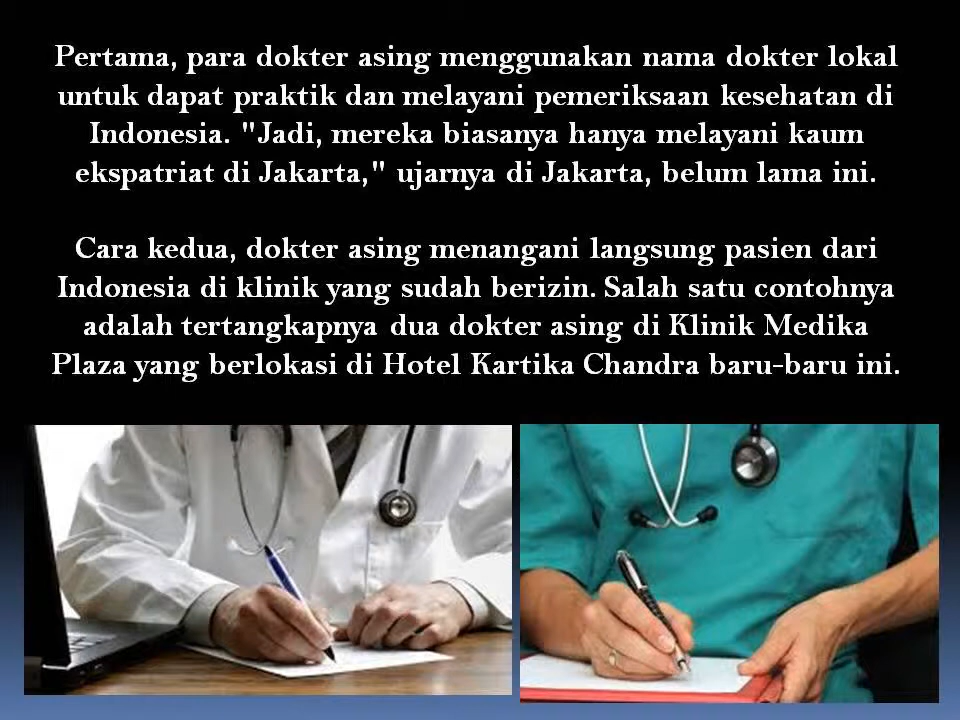 Pertama, para dokter asing menggunakan nama dokter lokal
untuk dapat praktik dan melayani pemeriksaan kesehatan di
Indonesia. "Jadi, mereka biasanya hanya melayani kaum
ekspatriat di Jakarta," ujarnya di Jakarta, belum lama ini.
Cara kedua, dokter asing menangani langsung pasien dari
Indonesia di klinik yang sudah berizin. Salah satu contohnya
adalah tertangkapnya dua dokter asing di Klinik Medika
Plaza yang berlokasi di Hotel Kartika Chandra baru-baru ini.